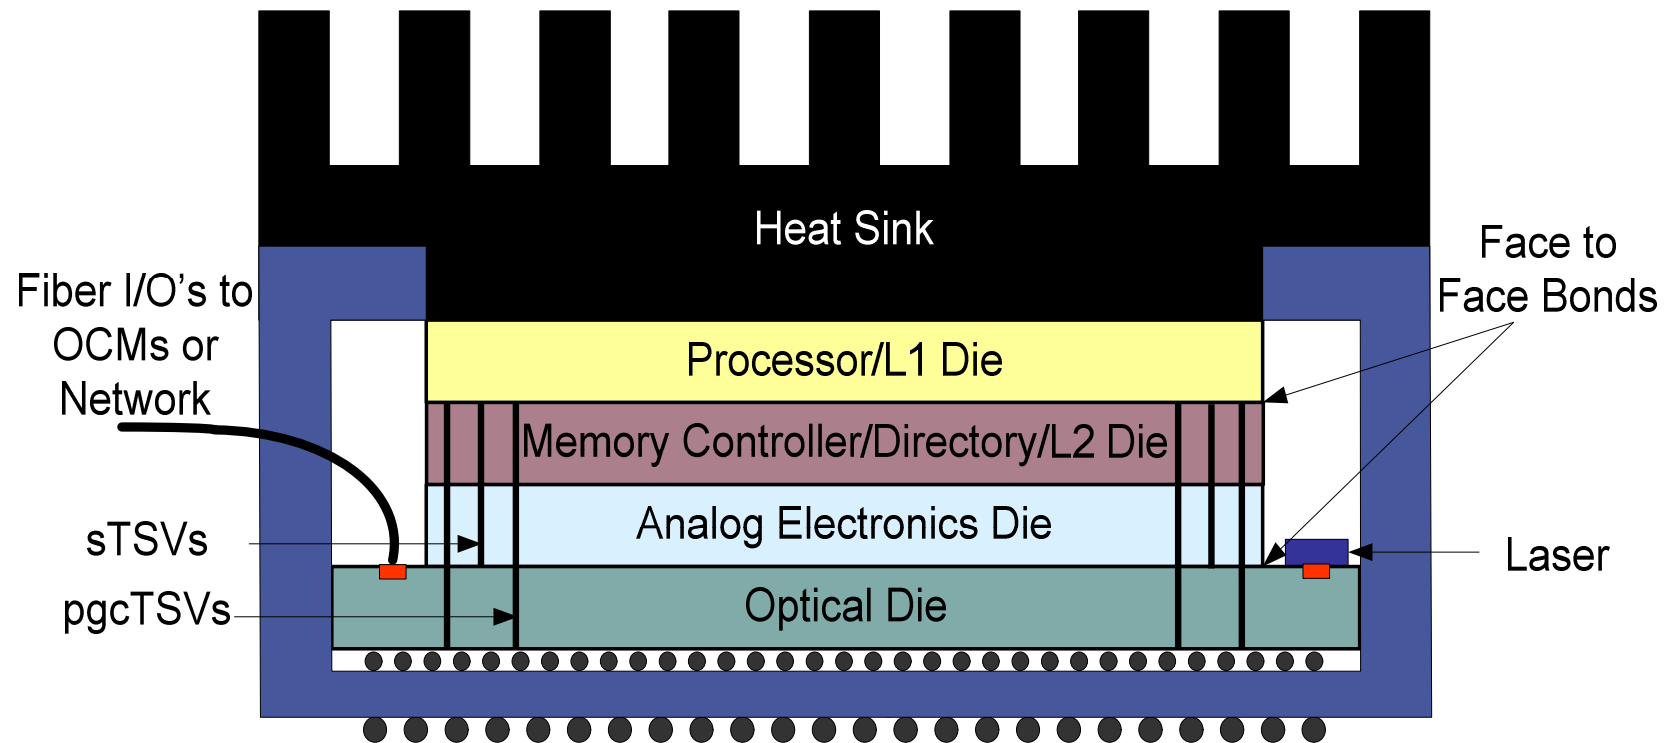 Heat Sink
Face to
Face Bonds
Fiber I/O’s to
OCMs or
Network
Processor/L1 Die
Memory Controller/Directory/L2 Die
Analog Electronics Die
sTSVs
Laser
Optical Die
pgcTSVs